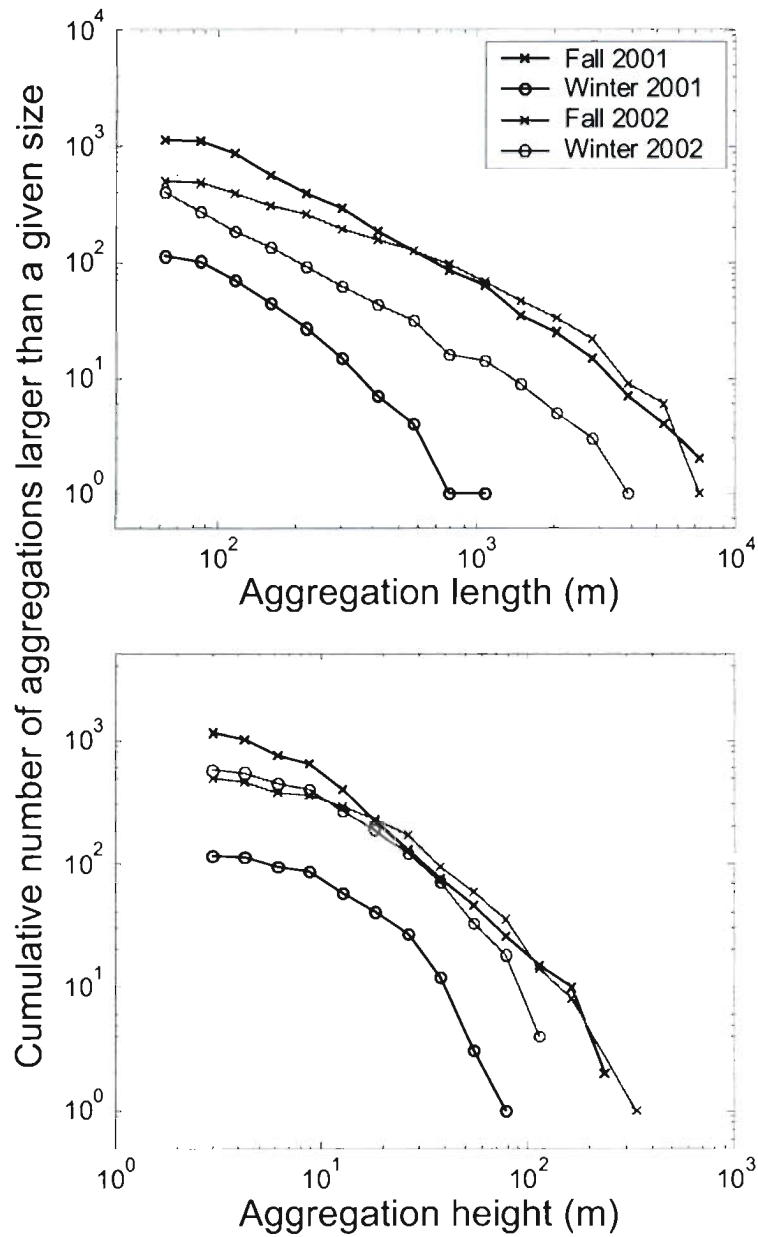 Cumulative number of aggregations larger than a given size
10^4
10^3
10^2
10^1
10^0
Fall 2001
Winter 2001
Fall 2002
Winter 2002
10^2
10^3
10^4
Aggregation length (m)
10^3
10^2
10^1
10^0
10^0
10^1
10^2
10^3
Aggregation height (m)